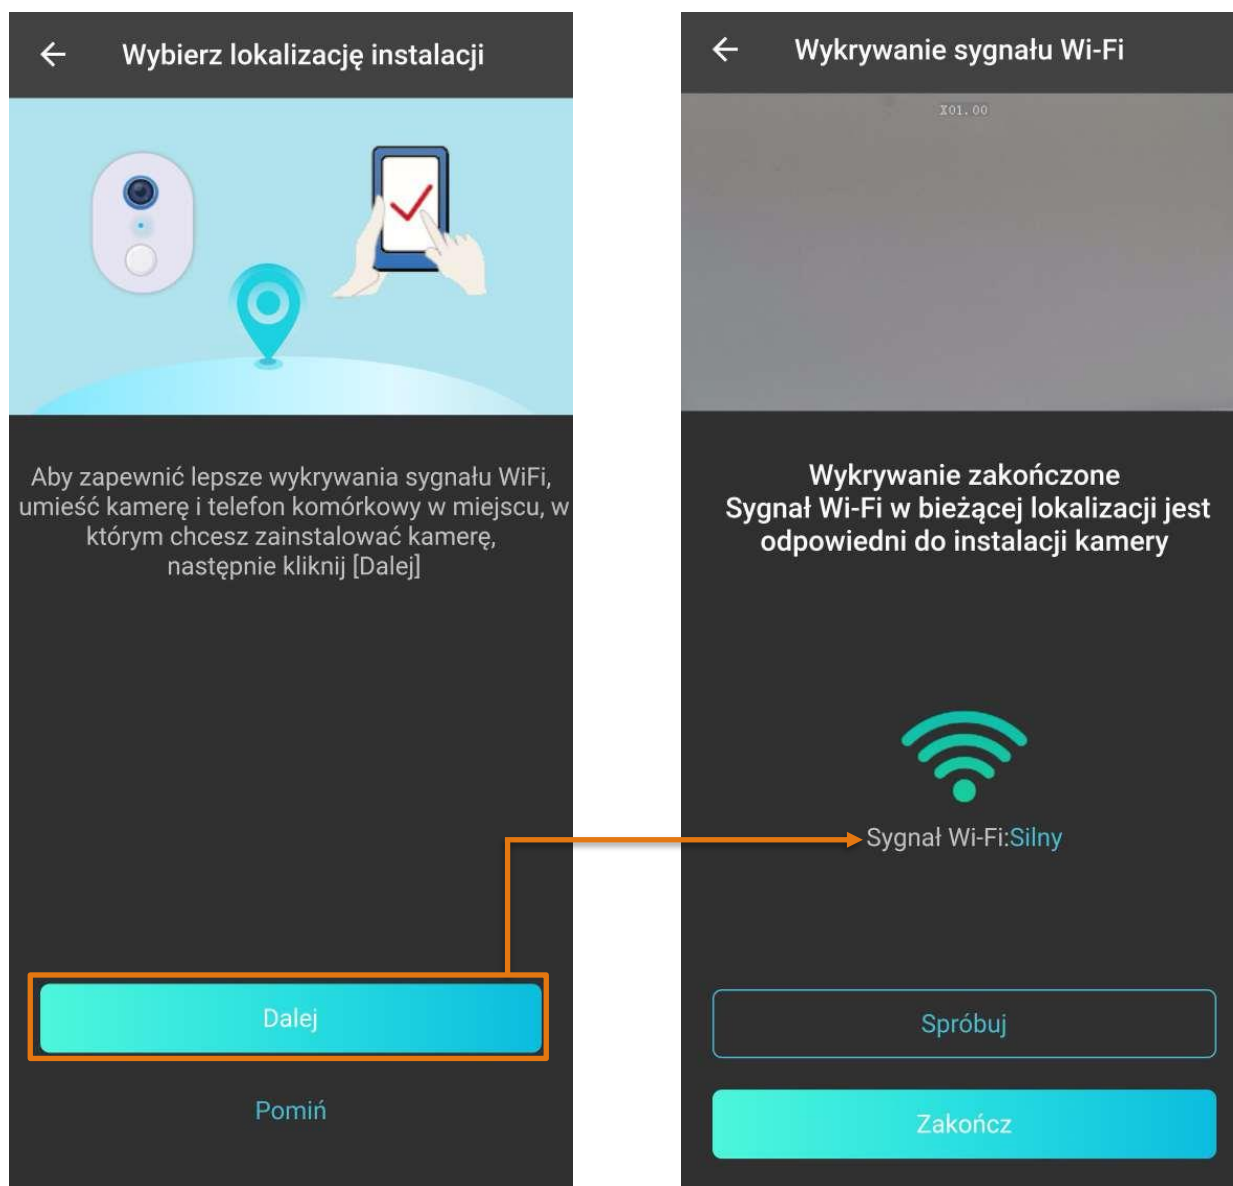 Wybierz lokalizację instalacji
Aby zapewnić lepsze wykrywania sygnału WiFi,
umieść kamerę i telefon komórkowy w miejscu, w
którym chcesz zainstalować kamerę,
następnie kliknij [Dalej]
Dalej
Pomiń
Wykrywanie sygnału Wi-Fi
X01.00
Wykrywanie zakończone
Sygnał Wi-Fi w bieżącej lokalizacji jest
odpowiedni do instalacji kamery
Sygnał Wi-Fi:Silny
Spróbuj
Zakończ